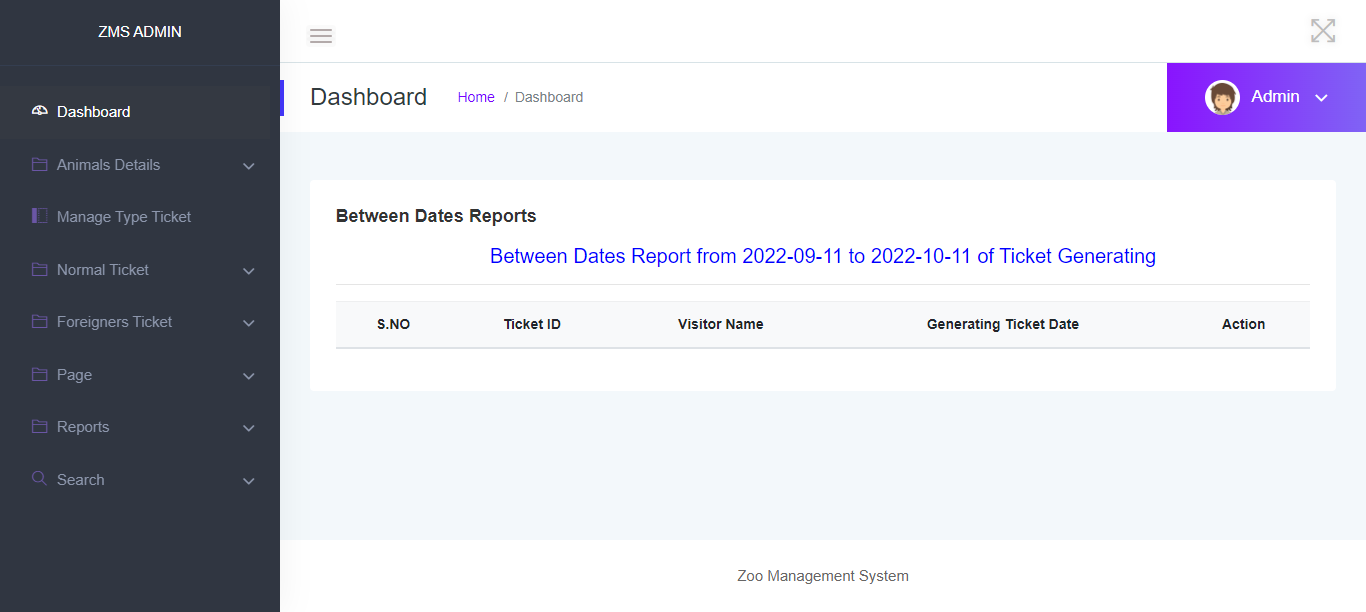 ZMS ADMIN
Dashboard
Animals Details
Manage Type Ticket
Normal Ticket
Foreigners Ticket
Page
Reports
Search
Dashboard
Home / Dashboard
Admin
Between Dates Reports
Between Dates Report from 2022-09-11 to 2022-10-11 of Ticket Generating
S.NO Ticket ID Visitor Name Generating Ticket Date Action
Zoo Management System